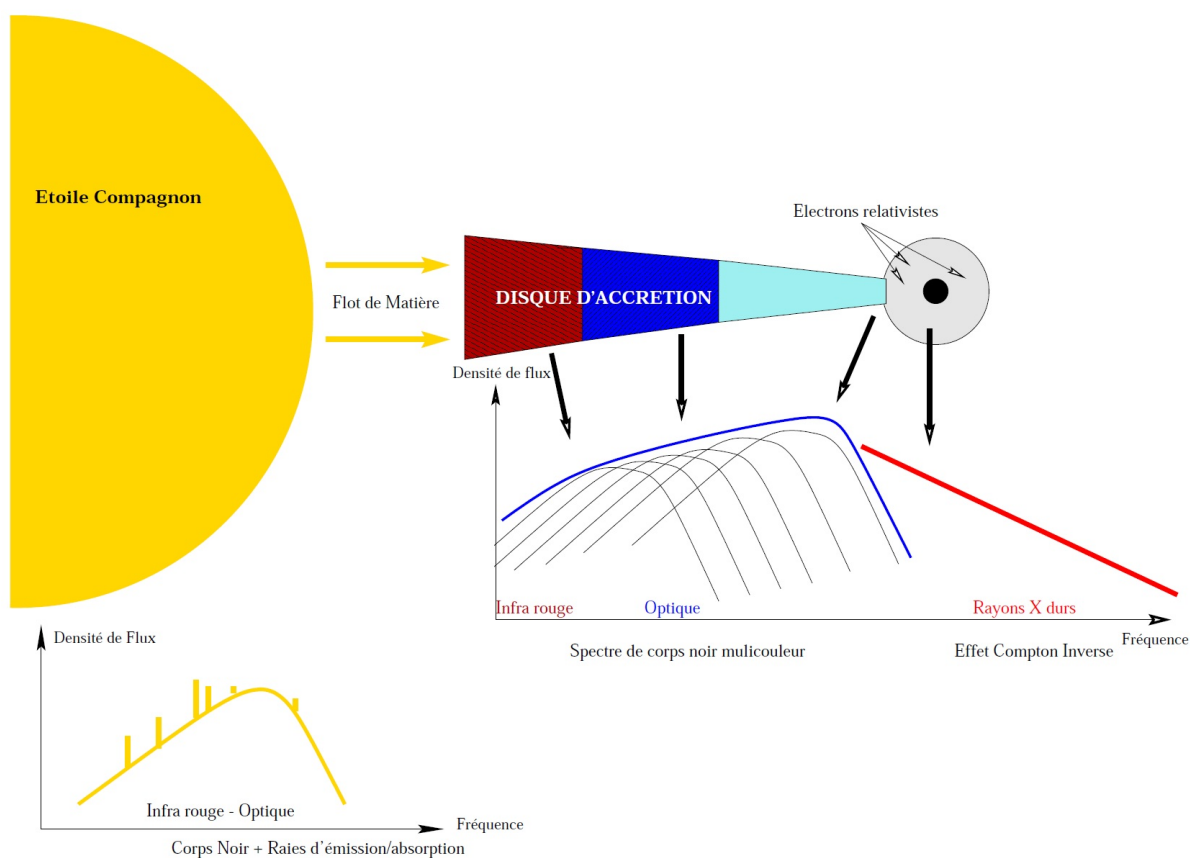 Etoile Compagnon
Electrons relativistes
Flot de Matière
DISQUE D'ACCRETION
Densité de flux
Infra rouge
Optique
Rayons X durs
Fréquence
Spectre de corps noir mulicouleur
Effet Compton Inverse
Densité de Flux
Infra rouge - Optique
Fréquence
Corps Noir + Raies d'émission/absorption